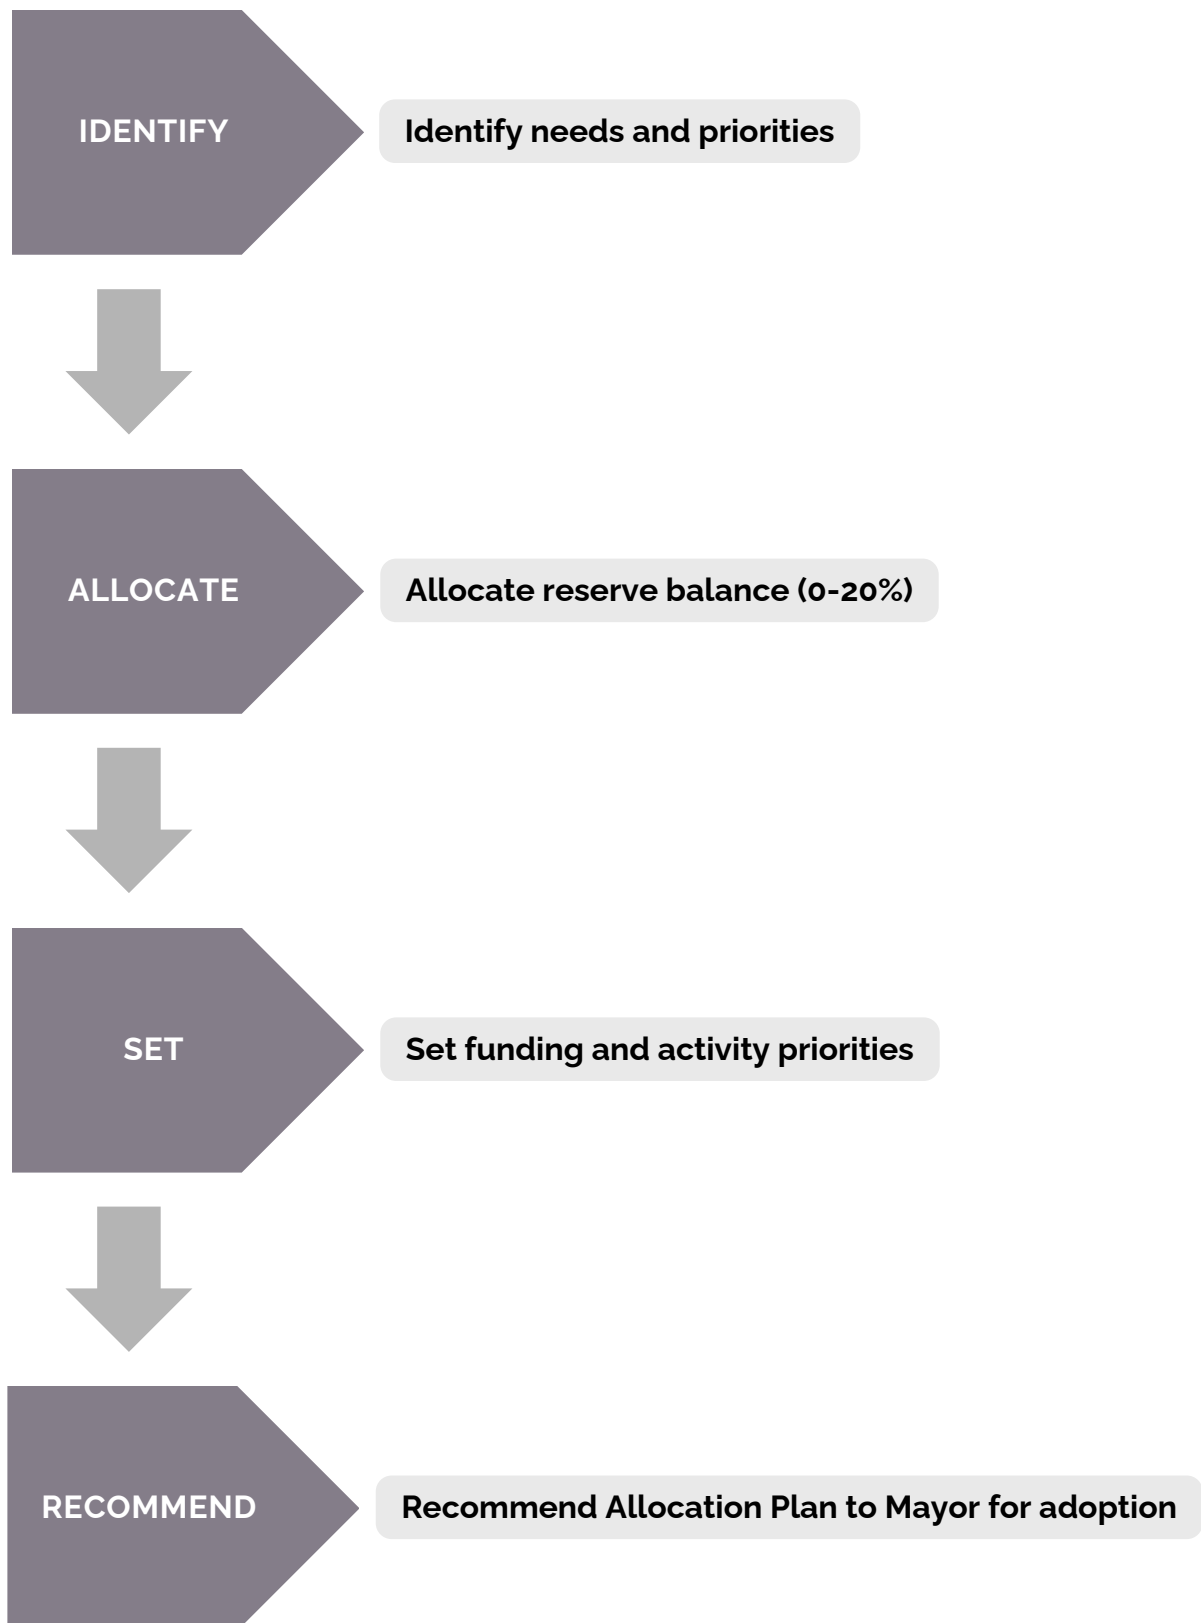 IDENTIFY
Identify needs and priorities
ALLOCATE
Allocate reserve balance (0-20%)
SET
Set funding and activity priorities
RECOMMEND
Recommend Allocation Plan to Mayor for adoption